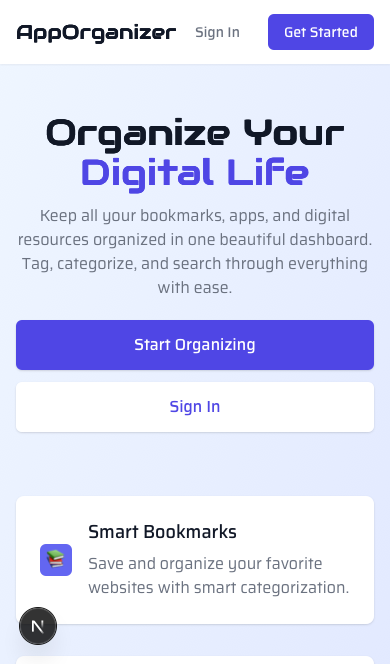 AppOrganizer
Sign In
Get Started
Organize Your
Digital Life
Keep all your bookmarks, apps, and digital
resources organized in one beautiful dashboard.
Tag, categorize, and search through everything
with ease.
Start Organizing
Sign In
Smart Bookmarks
Save and organize your favorite
websites with smart categorization.
N